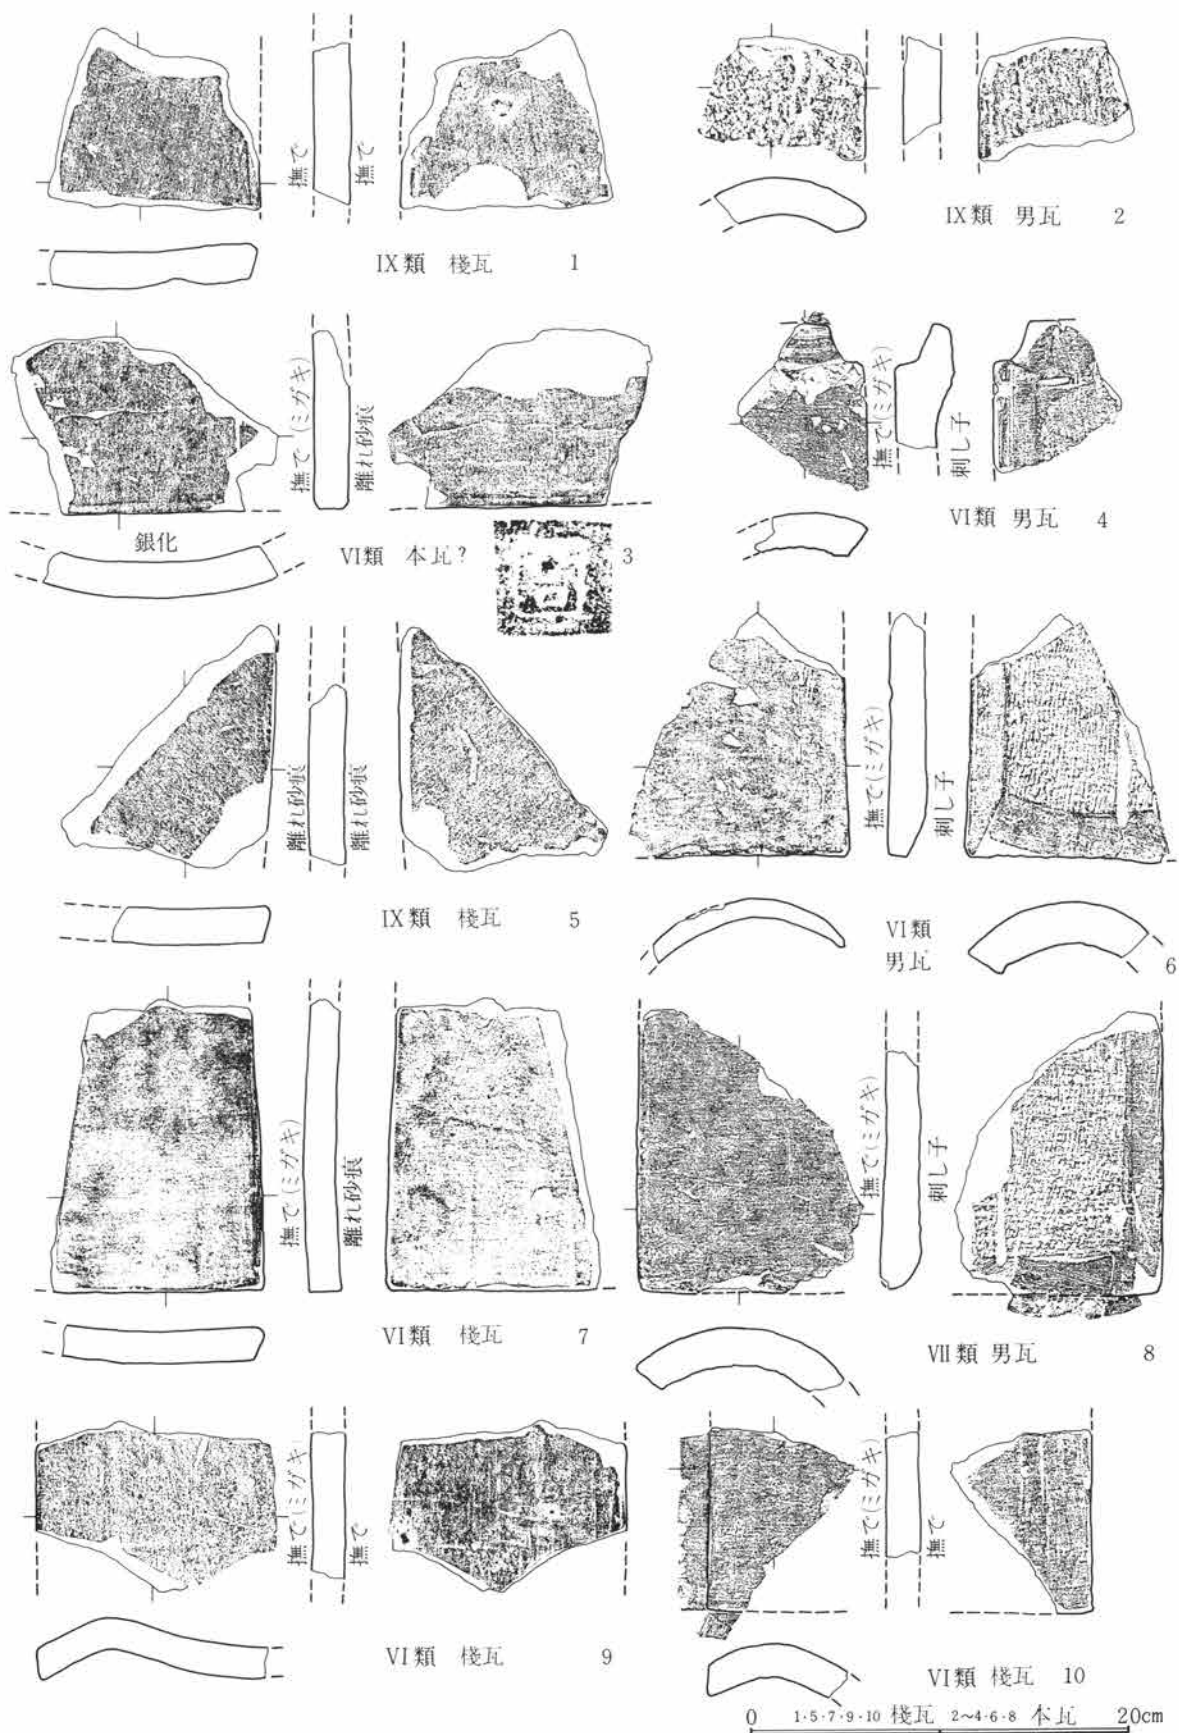 撫で
撫で
IX類 棧瓦 1
IX類 男瓦 2
撫で(ミガキ)
離れ砂痕
銀化
VI類 本瓦? 3
撫で(ミガキ)
刺し子
VI類 男瓦 4
離れ砂痕
離れ砂痕
IX類 棧瓦 5
撫で(ミガキ)
刺し子
VI類
男瓦 6
撫で(ミガキ)
離れ砂痕
VI類 棧瓦 7
撫で(ミガキ)
刺し子
VII類 男瓦 8
撫で(ミガキ)
撫で
VI類 棧瓦 9
撫で(ミガキ)
撫で
VI類 棧瓦 10
0 1·5·7·9·10 棧瓦 2~4·6·8 本瓦 20cm